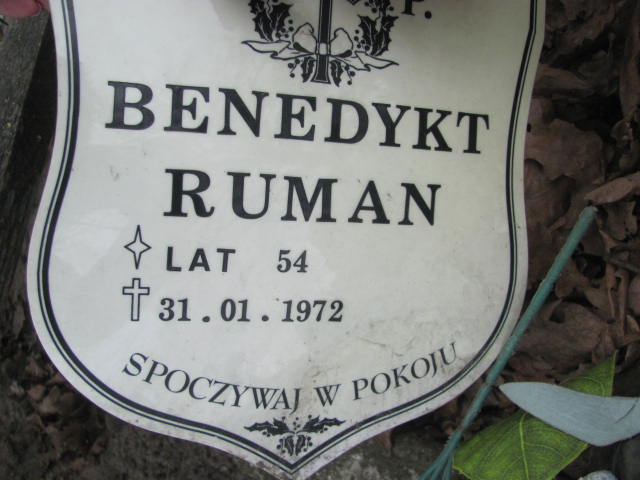 P.
BENEDYKT
RUMAN
LAT 54
31.01.1972
SPOCZYWAJ W POKOJU